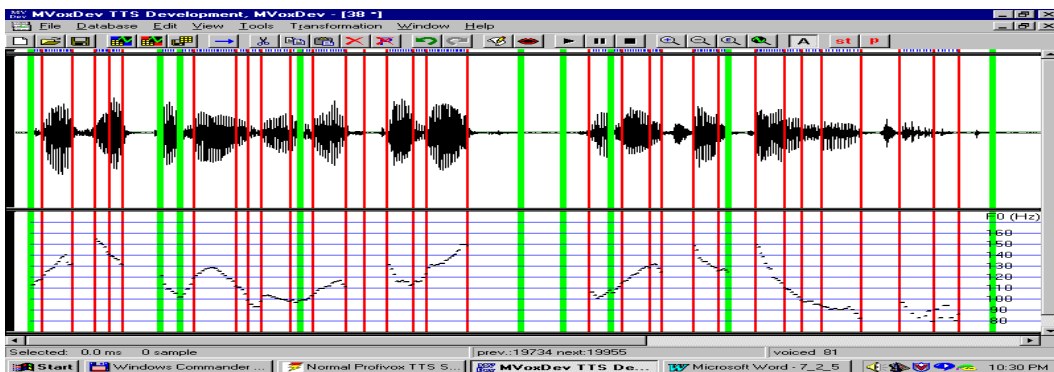 MV Dev MVoxDev TTS Development, MVoxDev - [38 *]
File Database Edit View Tools Transformation Window Help
A st P
F0 (Hz)
160
150
140
130
120
110
100
90
80
Selected: 0.0 ms 0 sample prev.:19734 next:19955 voiced 81
Start Windows Commander ... Normal Profivox TTS S... MVoxDev TTS De... Microsoft Word - 7_2_5 10:30 PM